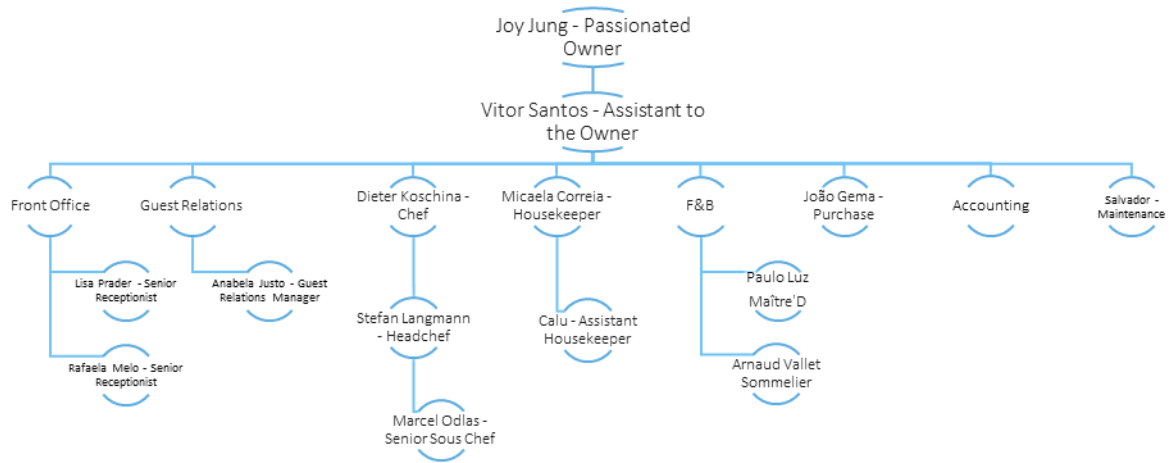 Joy Jung - Passionated
Owner
Vitor Santos - Assistant to
the Owner
Front Office
Guest Relations
Dieter Koschina -
Chef
Micaela Correia -
Housekeeper
F&B
João Gema -
Purchase
Accounting
Salvador -
Maintenance
Lisa Prader - Senior
Receptionist
Rafaela Melo - Senior
Receptionist
Anabela Justo - Guest
Relations Manager
Stefan Langmann
- Headchef
Marcel Odlas -
Senior Sous Chef
Calu - Assistant
Housekeeper
Paulo Luz
Maître'D
Arnaud Vallet
Sommelier